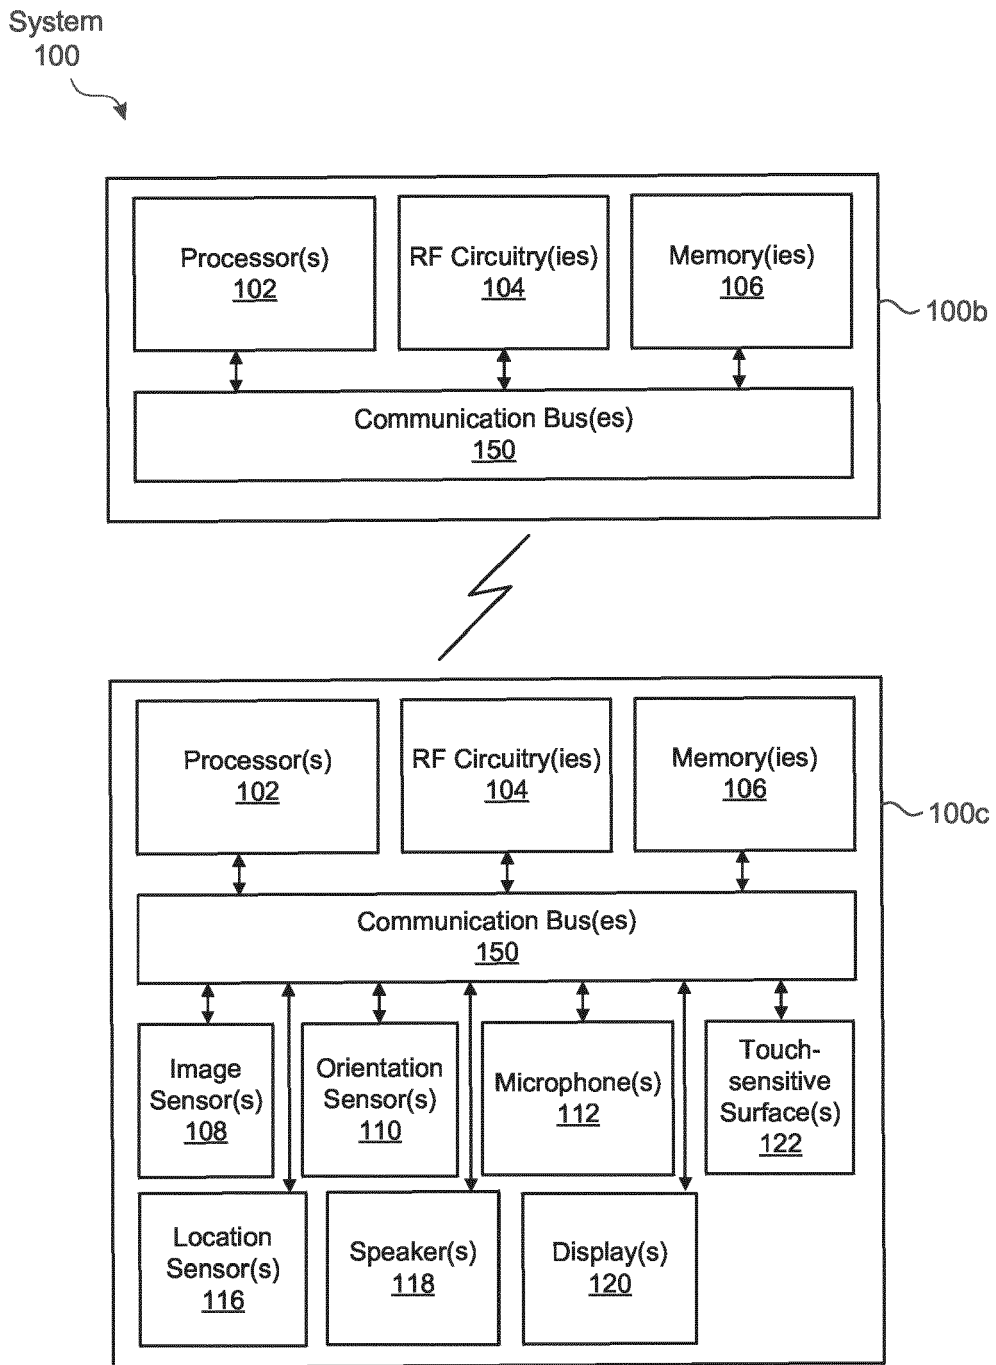 System
100
Processor(s)
102
RF Circuitry(ies)
104
Memory(ies)
106
100b
Communication Bus(es)
150
Processor(s)
102
RF Circuitry(ies)
104
Memory(ies)
106
100c
Communication Bus(es)
150
Image
Sensor(s)
108
Orientation
Sensor(s)
110
Microphone(s)
112
Touch-
sensitive
Surface(s)
122
Location
Sensor(s)
116
Speaker(s)
118
Display(s)
120